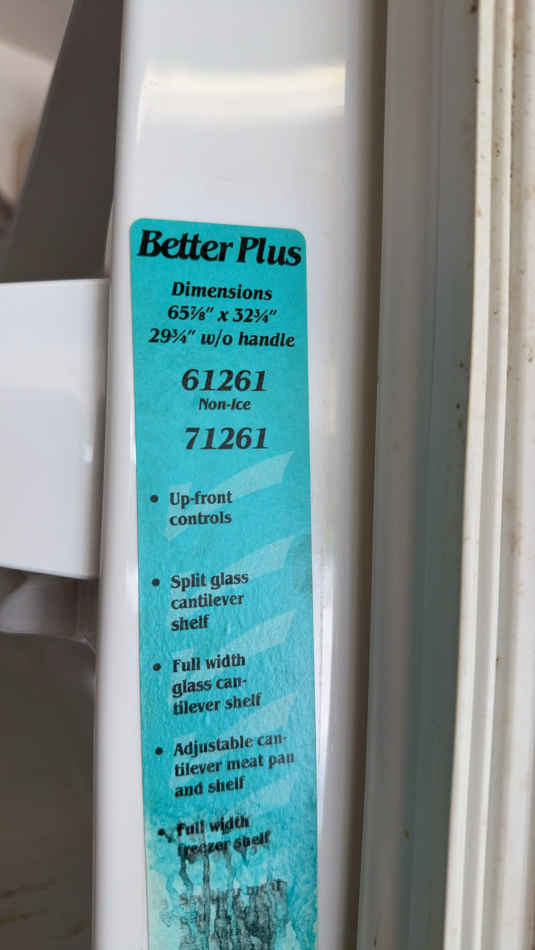 Better Plus
Dimensions
65⅞" x 32¾"
29¾" w/o handle
61261
Non-Ice
71261
• Up-front
controls
• Split glass
cantilever
shelf
• Full width
glass can-
tilever shelf
• Adjustable can-
tilever meat pan
and shelf
• Full width
freezer shelf
meat